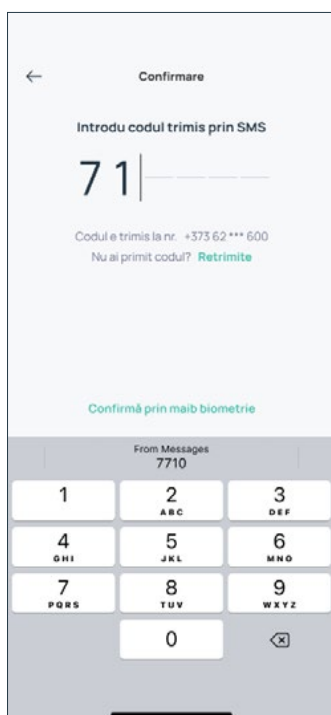 Confirmare
Introdu codul trimis prin SMS
71
Codul e trimis la nr. +373 62 *** 600
Nu ai primit codul? Retrimite
Confirmă prin maib biometrie
From Messages
7710
1 2 3
ABC DEF
4 5 6
GHI JKL MNO
7 8 9
PQRS TUV WXYZ
0